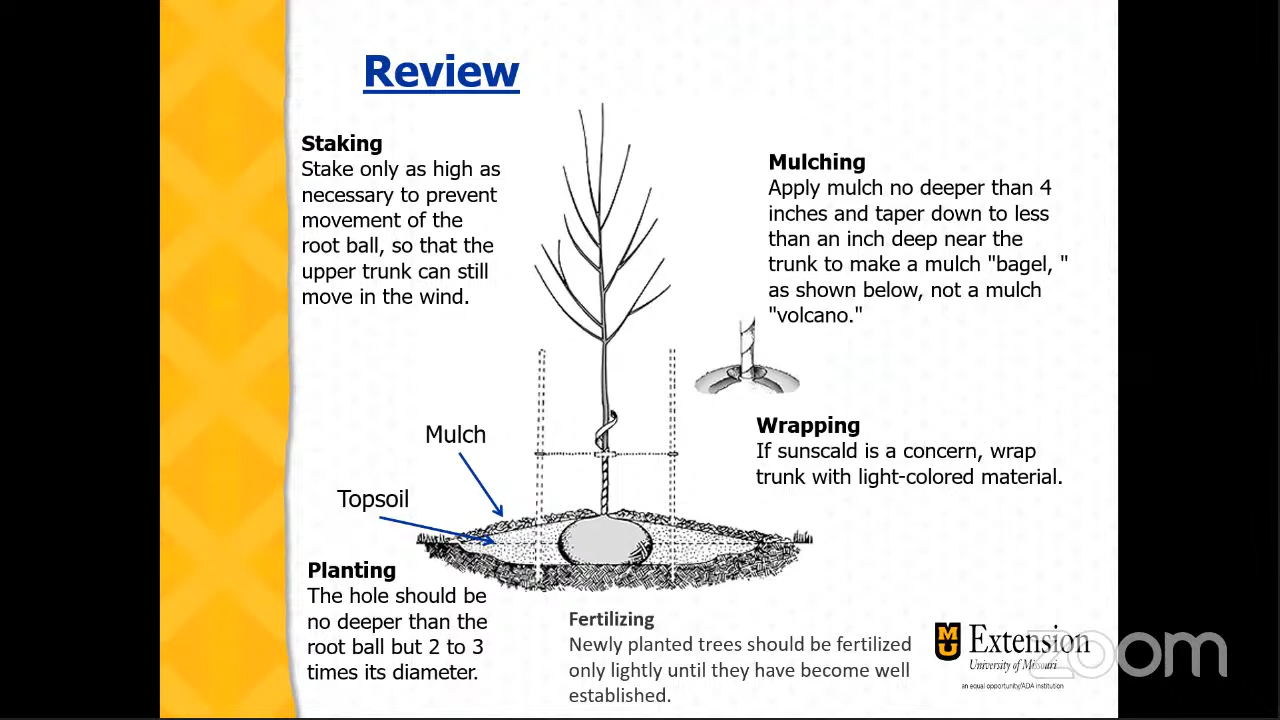 Review
Staking
Stake only as high as
necessary to prevent
movement of the
root ball, so that the
upper trunk can still
move in the wind.
Mulching
Apply mulch no deeper than 4
inches and taper down to less
than an inch deep near the
trunk to make a mulch "bagel, "
as shown below, not a mulch
"volcano."
Wrapping
If sunscald is a concern, wrap
trunk with light-colored material.
Mulch
Topsoil
Planting
The hole should be
no deeper than the
root ball but 2 to 3
times its diameter.
Fertilizing
Newly planted trees should be fertilized
only lightly until they have become well
established.
MU Extension
University of Missouri
an equal opportunity/ADA institution
zoom